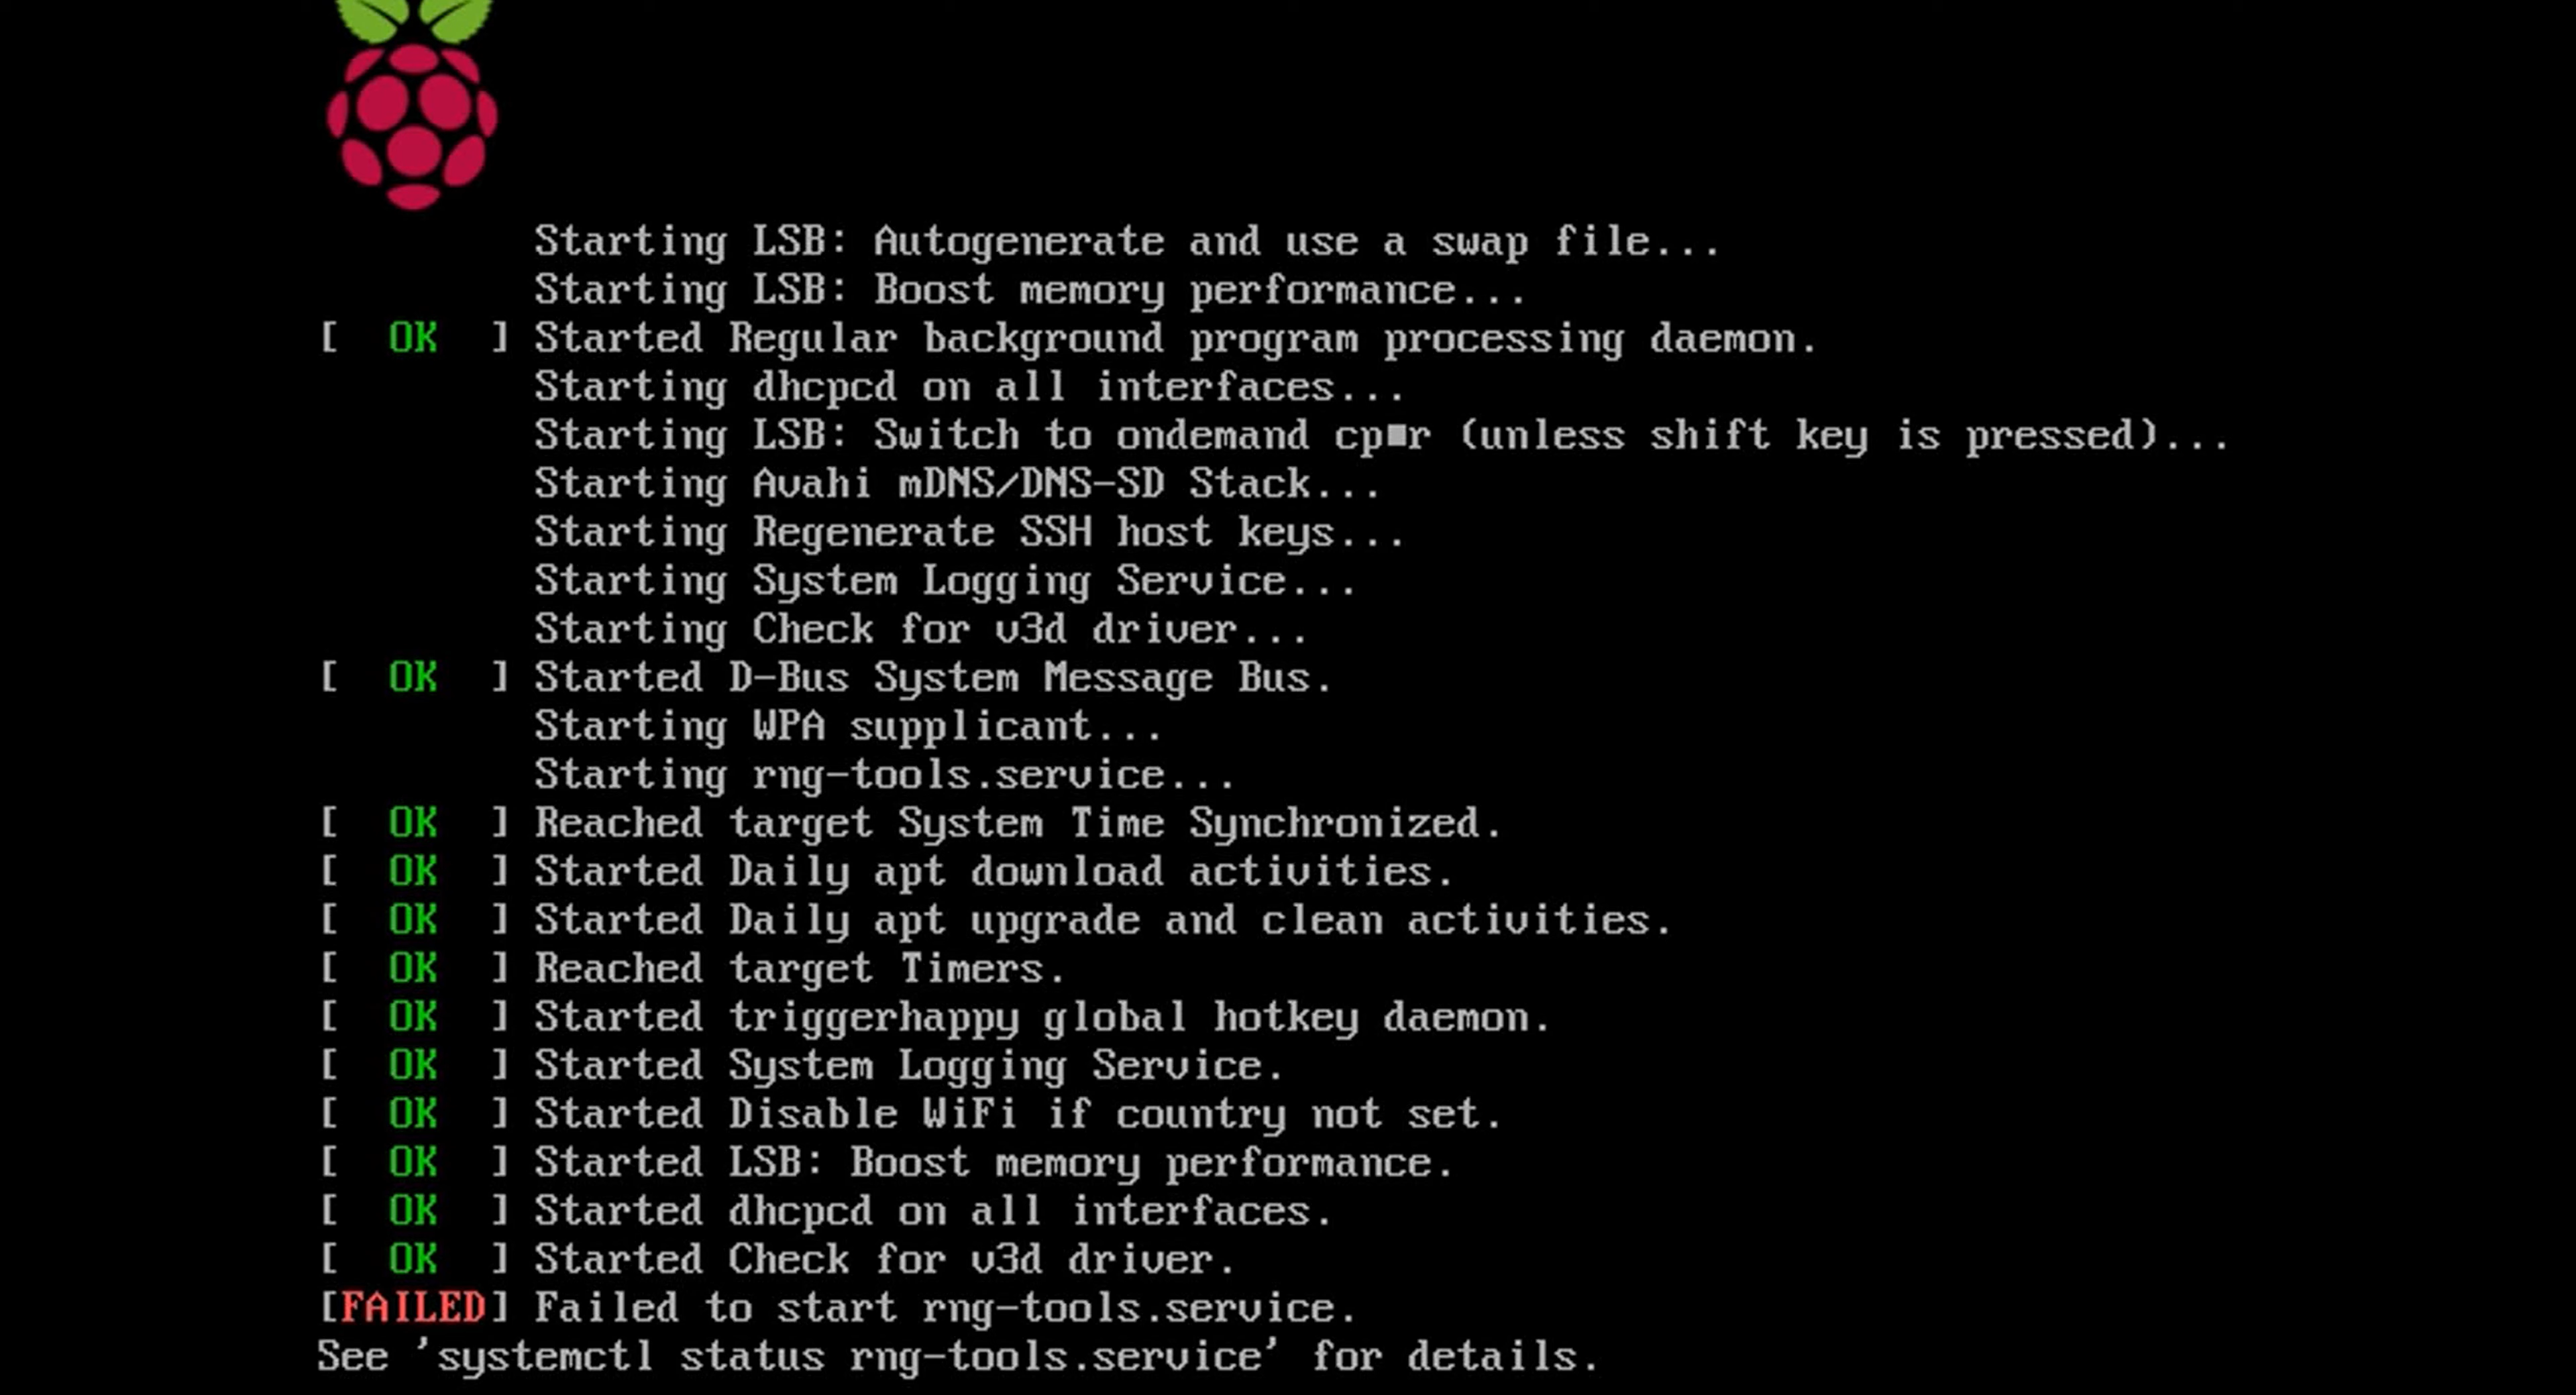 Starting LSB: Autogenerate and use a swap file...
Starting LSB: Boost memory performance...
[  OK  ] Started Regular background program processing daemon.
Starting dhcpcd on all interfaces...
Starting LSB: Switch to ondemand cp■r (unless shift key is pressed)...
Starting Avahi mDNS/DNS-SD Stack...
Starting Regenerate SSH host keys...
Starting System Logging Service...
Starting Check for v3d driver...
[  OK  ] Started D-Bus System Message Bus.
Starting WPA supplicant...
Starting rng-tools.service...
[  OK  ] Reached target System Time Synchronized.
[  OK  ] Started Daily apt download activities.
[  OK  ] Started Daily apt upgrade and clean activities.
[  OK  ] Reached target Timers.
[  OK  ] Started triggerhappy global hotkey daemon.
[  OK  ] Started System Logging Service.
[  OK  ] Started Disable WiFi if country not set.
[  OK  ] Started LSB: Boost memory performance.
[  OK  ] Started dhcpcd on all interfaces.
[  OK  ] Started Check for v3d driver.
[FAILED] Failed to start rng-tools.service.
See 'systemctl status rng-tools.service' for details.